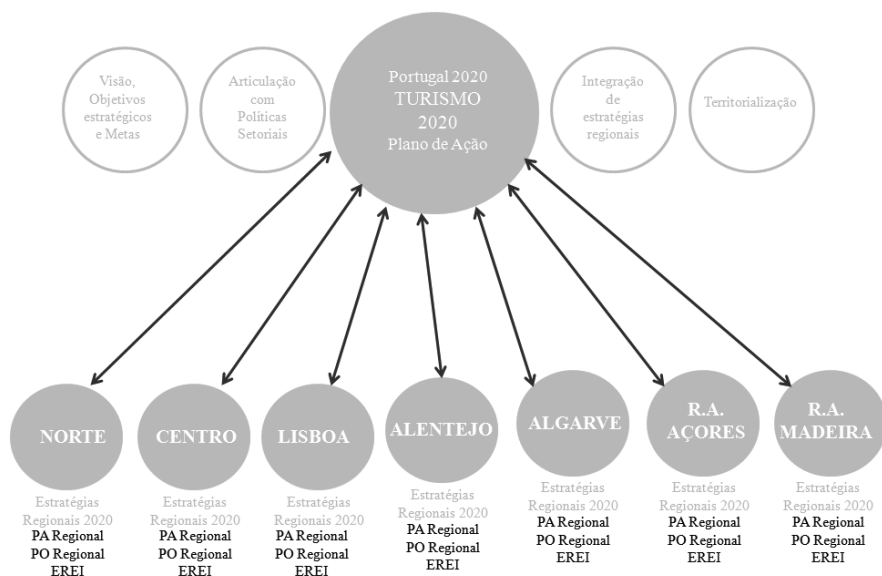 Visão,
Objetivos
estratégicos
e Metas
Articulação
com
Políticas
Setoriais
Portugal 2020
TURISMO
2020
Plano de Ação
Integração
de
estratégias
regionais
Territorialização
NORTE
Estratégias
Regionais 2020
PA Regional
PO Regional
EREI
CENTRO
Estratégias
Regionais 2020
PA Regional
PO Regional
EREI
LISBOA
Estratégias
Regionais 2020
PA Regional
PO Regional
EREI
ALENTEJO
Estratégias
Regionais 2020
PA Regional
PO Regional
EREI
ALGARVE
Estratégias
Regionais 2020
PA Regional
PO Regional
EREI
R.A.
AÇORES
Estratégias
Regionais 2020
PA Regional
PO Regional
EREI
R.A.
MADEIRA
Estratégias
Regionais 2020
PA Regional
PO Regional
EREI